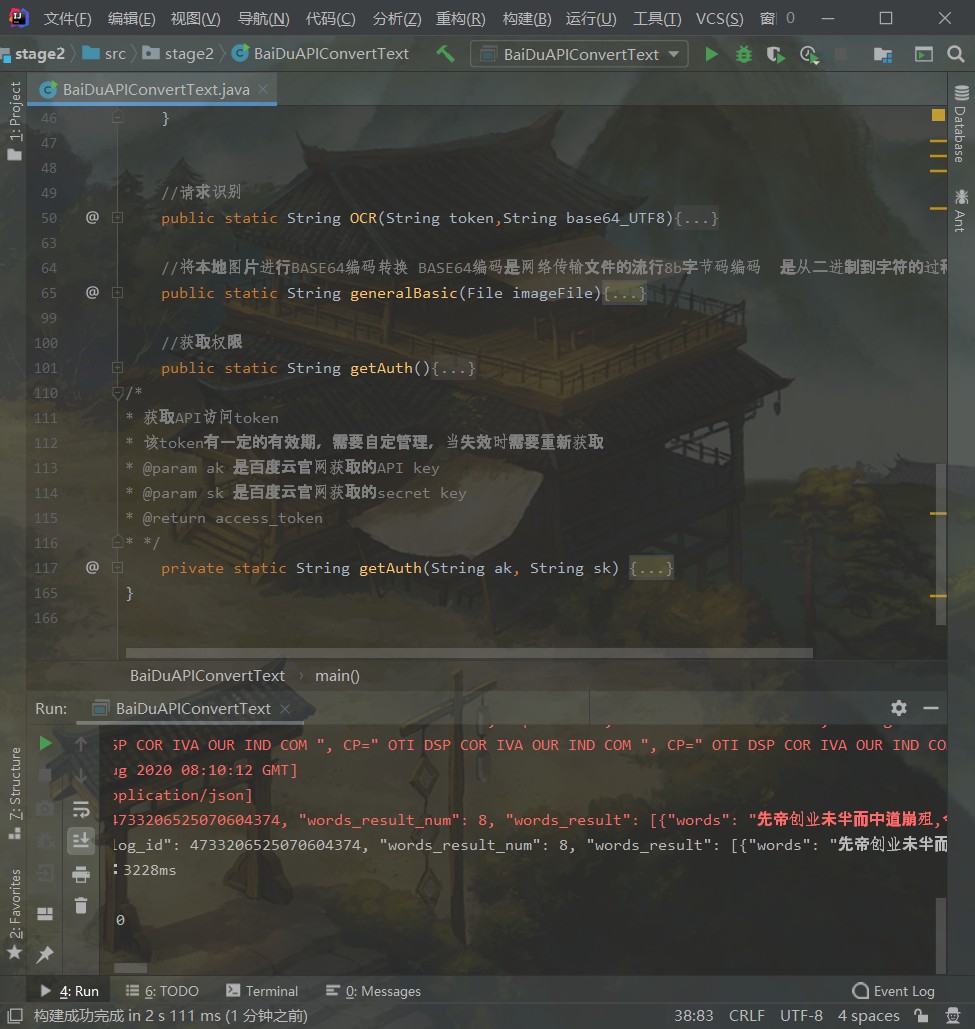 文件(F) 编辑(E) 视图(V) 导航(N) 代码(C) 分析(Z) 重构(R) 构建(B) 运行(U) 工具(T) VCS(S) 窗 0
stage2 src stage2 BaiDuAPIConvertText BaiDuAPIConvertText
1: Project
BaiDuAPIConvertText.java
Database
Ant
46 }
47
48
49 //请求识别
50 @ public static String OCR(String token,String base64_UTF8){...}
63
64 //将本地图片进行BASE64编码转换 BASE64编码是网络传输文件的流行8b字节码编码 是从二进制到字符的过程
65 @ public static String generalBasic(File imageFile){...}
99
100 //获取权限
101 public static String getAuth(){...}
110 /*
111 * 获取API访问token
112 * 该token有一定的有效期，需要自定管理，当失效时需要重新获取
113 * @param ak 是百度云官网获取的API key
114 * @param sk 是百度云官网获取的secret key
115 * @return access_token
116 * */
117 @ private static String getAuth(String ak, String sk) {...}
165 }
166
BaiDuAPIConvertText › main()
Run: BaiDuAPIConvertText
7: Structure
2: Favorites
SP COR IVA OUR IND COM ", CP=" OTI DSP COR IVA OUR IND COM ", CP=" OTI DSP COR IVA OUR IND CO
ug 2020 08:10:12 GMT]
pplication/json]
4733206525070604374, "words_result_num": 8, "words_result": [{"words": "先帝创业未半而中道崩殂,
log_id": 4733206525070604374, "words_result_num": 8, "words_result": [{"words": "先帝创业未半而
：3228ms
0
4: Run 6: TODO Terminal 0: Messages Event Log
构建成功完成 in 2 s 111 ms (1 分钟之前) 38:83 CRLF UTF-8 4 spaces